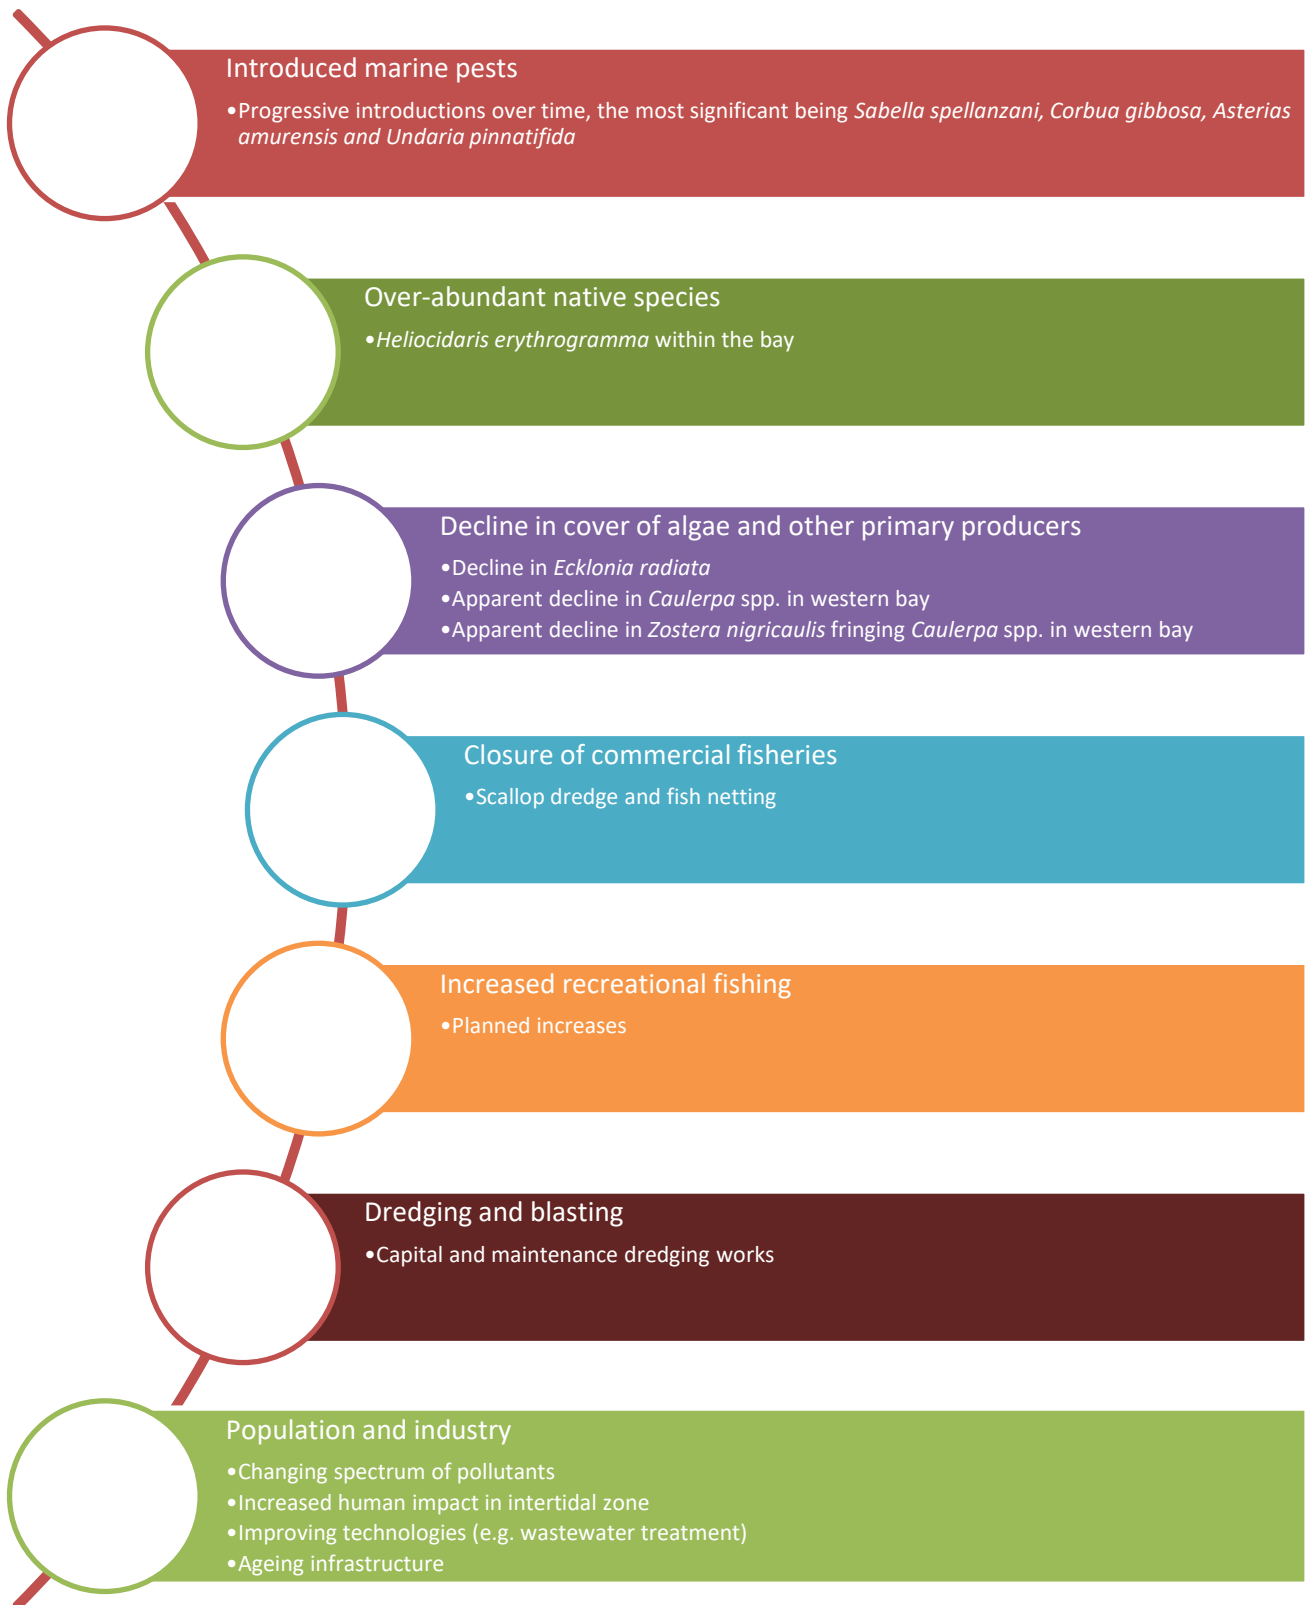 Introduced marine pests
•Progressive introductions over time, the most significant being Sabella spellanzani, Corbua gibbosa, Asterias
amurensis and Undaria pinnatifida
Over-abundant native species
•Heliocidaris erythrogramma within the bay
Decline in cover of algae and other primary producers
•Decline in Ecklonia radiata
•Apparent decline in Caulerpa spp. in western bay
•Apparent decline in Zostera nigricaulis fringing Caulerpa spp. in western bay
Closure of commercial fisheries
•Scallop dredge and fish netting
Increased recreational fishing
•Planned increases
Dredging and blasting
•Capital and maintenance dredging works
Population and industry
•Changing spectrum of pollutants
•Increased human impact in intertidal zone
•Improving technologies (e.g. wastewater treatment)
•Ageing infrastructure